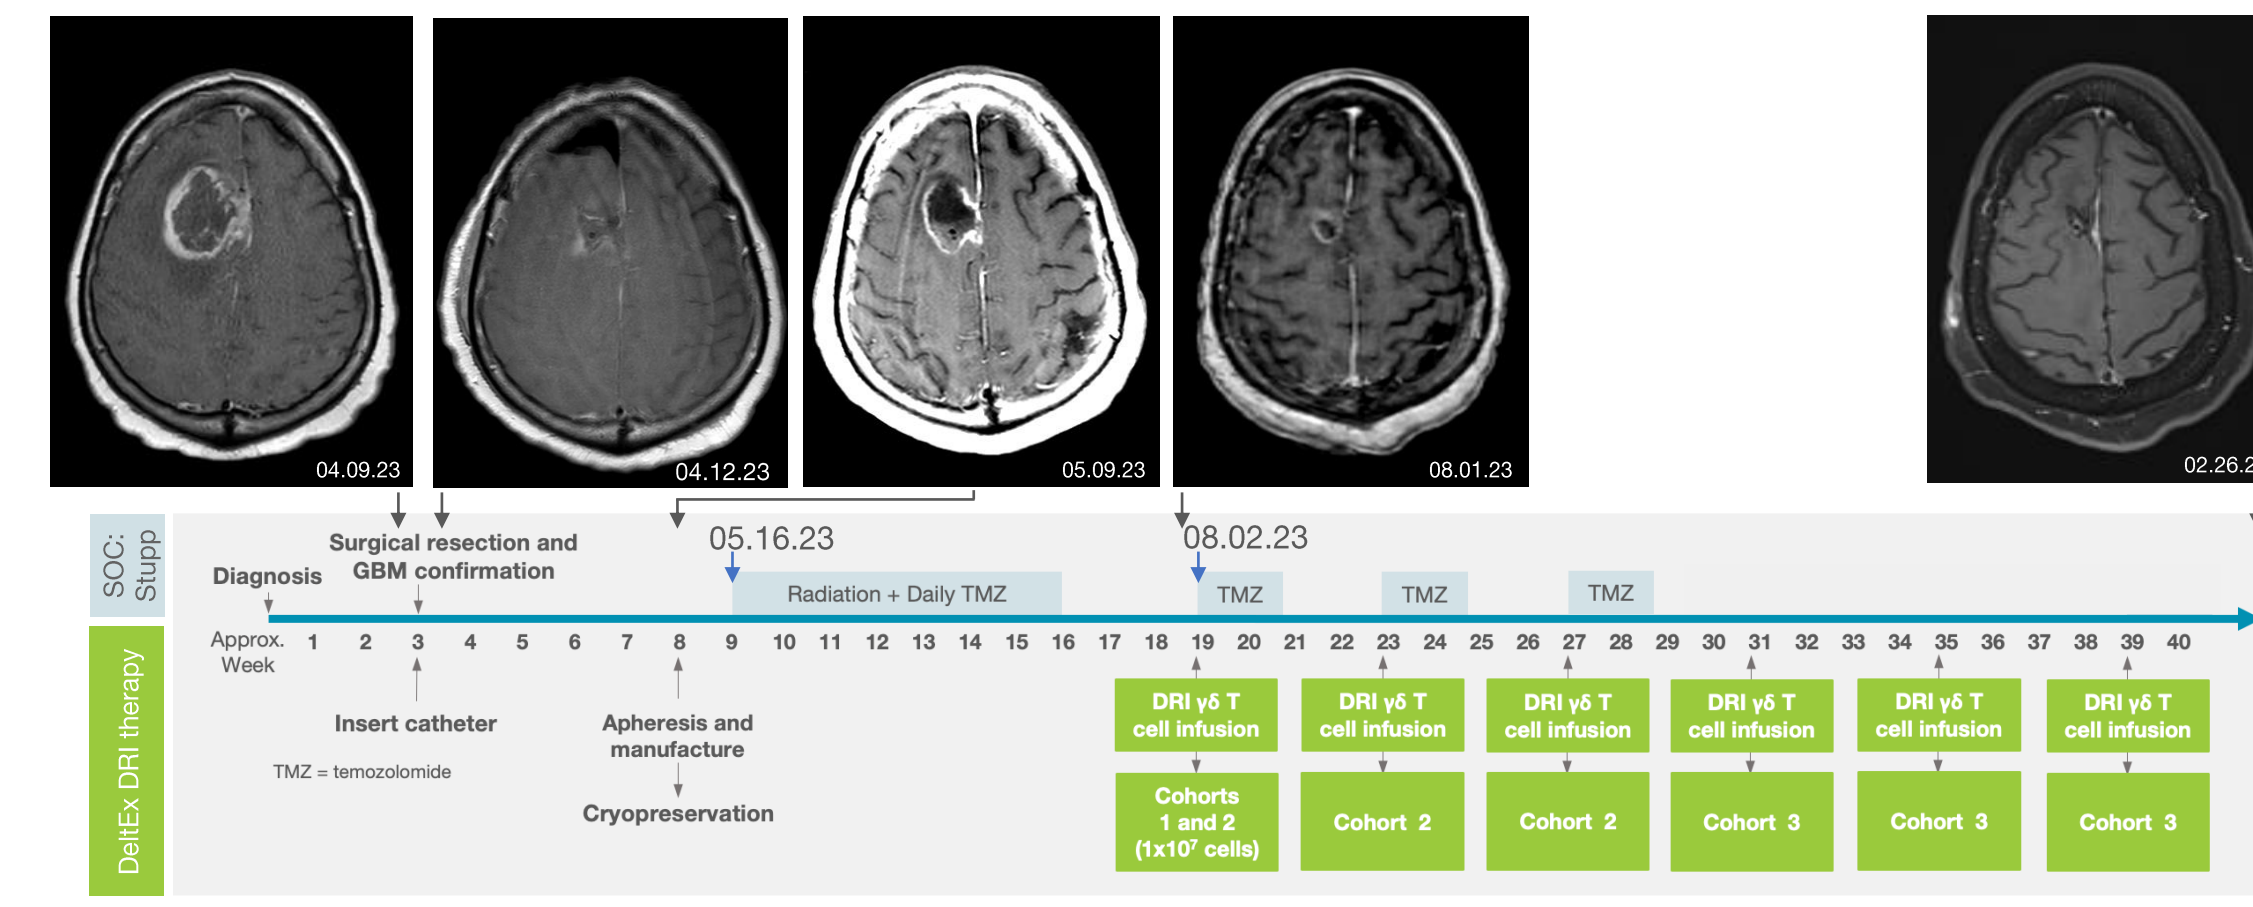 04.09.23
04.12.23
05.09.23
08.01.23
02.26.2
SOC:
Stupp
Diagnosis
Surgical resection and
GBM confirmation
05.16.23
08.02.23
Radiation + Daily TMZ
TMZ
TMZ
TMZ
Approx.
Week
1 2 3 4 5 6 7 8 9 10 11 12 13 14 15 16 17 18 19 20 21 22 23 24 25 26 27 28 29 30 31 32 33 34 35 36 37 38 39 40
DeltEx DRI therapy
Insert catheter
TMZ = temozolomide
Apheresis and
manufacture
Cryopreservation
DRI γδ T
cell infusion
DRI γδ T
cell infusion
DRI γδ T
cell infusion
DRI γδ T
cell infusion
DRI γδ T
cell infusion
DRI γδ T
cell infusion
Cohorts
1 and 2
(1x10⁷ cells)
Cohort 2
Cohort 2
Cohort 3
Cohort 3
Cohort 3